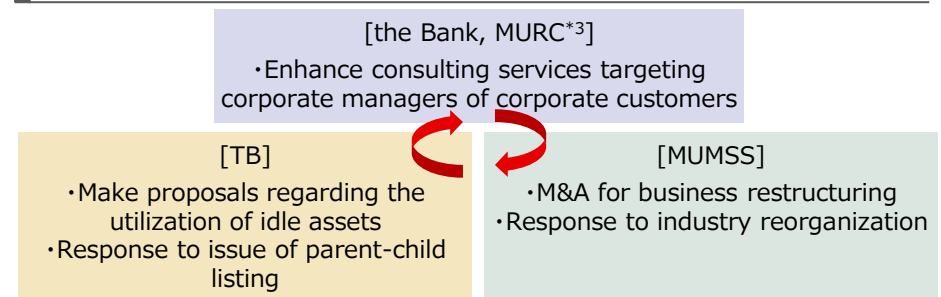 [the Bank, MURC*3]
・Enhance consulting services targeting
corporate managers of corporate customers
[TB]
・Make proposals regarding the
utilization of idle assets
・Response to issue of parent-child
listing
[MUMSS]
・M&A for business restructuring
・Response to industry reorganization